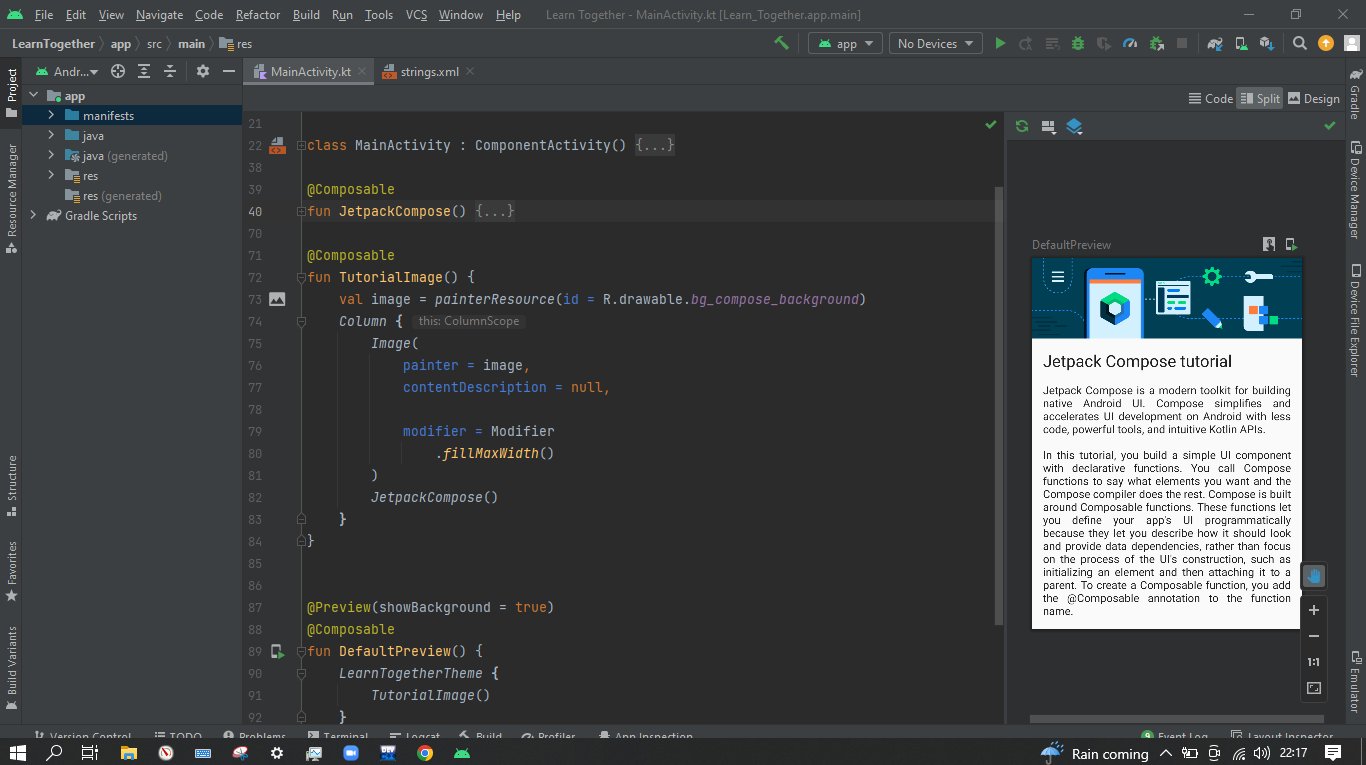 File Edit View Navigate Code Refactor Build Run Tools VCS Window Help Learn Together - MainActivity.kt [Learn_Together.app.main]
LearnTogether app src main res app No Devices
Project
Andr...
MainActivity.kt strings.xml
Code Split Design
app
manifests
java
java (generated)
res
res (generated)
Gradle Scripts
Resource Manager
Structure
Favorites
Build Variants
21
22 class MainActivity : ComponentActivity() {...}
38
39 @Composable
40 fun JetpackCompose() {...}
70
71 @Composable
72 fun TutorialImage() {
73 val image = painterResource(id = R.drawable.bg_compose_background)
74 Column { this: ColumnScope
75 Image(
76 painter = image,
77 contentDescription = null,
78
79 modifier = Modifier
80 .fillMaxWidth()
81 )
82 JetpackCompose()
83 }
84 }
85
86
87 @Preview(showBackground = true)
88 @Composable
89 fun DefaultPreview() {
90 LearnTogetherTheme {
91 TutorialImage()
92 }
DefaultPreview
Jetpack Compose tutorial
Jetpack Compose is a modern toolkit for building
native Android UI. Compose simplifies and
accelerates UI development on Android with less
code, powerful tools, and intuitive Kotlin APIs.
In this tutorial, you build a simple UI component
with declarative functions. You call Compose
functions to say what elements you want and the
Compose compiler does the rest. Compose is built
around Composable functions. These functions let
you define your app's UI programmatically
because they let you describe how it should look
and provide data dependencies, rather than focus
on the process of the UI's construction, such as
initializing an element and then attaching it to a
parent. To create a Composable function, you add
the @Composable annotation to the function
name.
1:1
Gradle
Device Manager
Device File Explorer
Emulator
Version Control TODO Problems Terminal Logcat Build Profiler App Inspection Event Log Layout Inspector
Rain coming 22:17